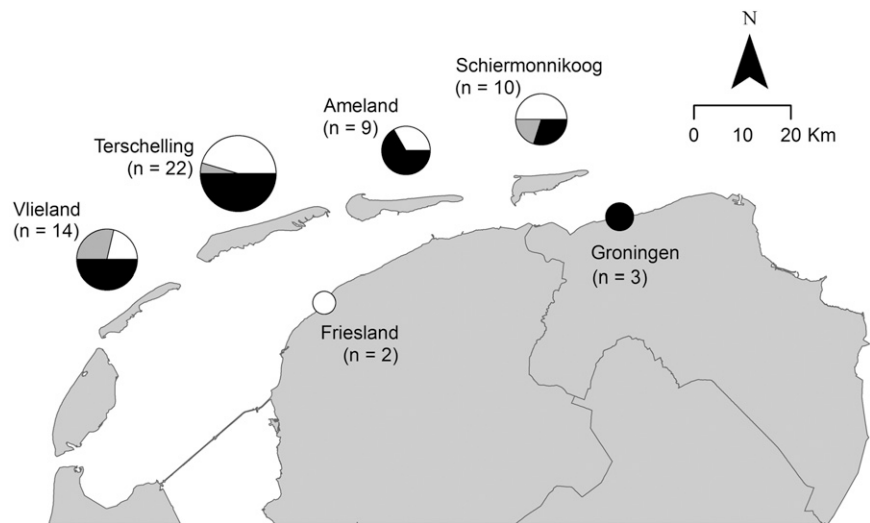 N
Schiermonnikoog
(n = 10)
Ameland
(n = 9)
0 10 20 Km
Terschelling
(n = 22)
Vlieland
(n = 14)
Groningen
(n = 3)
Friesland
(n = 2)